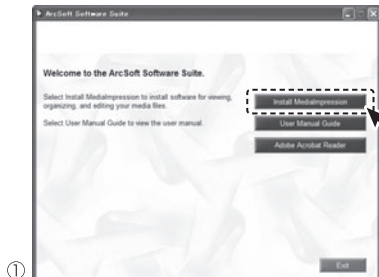 ArcSoft Software Suite
Welcome to the ArcSoft Software Suite.
Select Install MediaImpression to install software for viewing,
organizing, and editing your media files.
Select User Manual Guide to view the user manual.
Install MediaImpression
User Manual Guide
Adobe Acrobat Reader
Exit
①